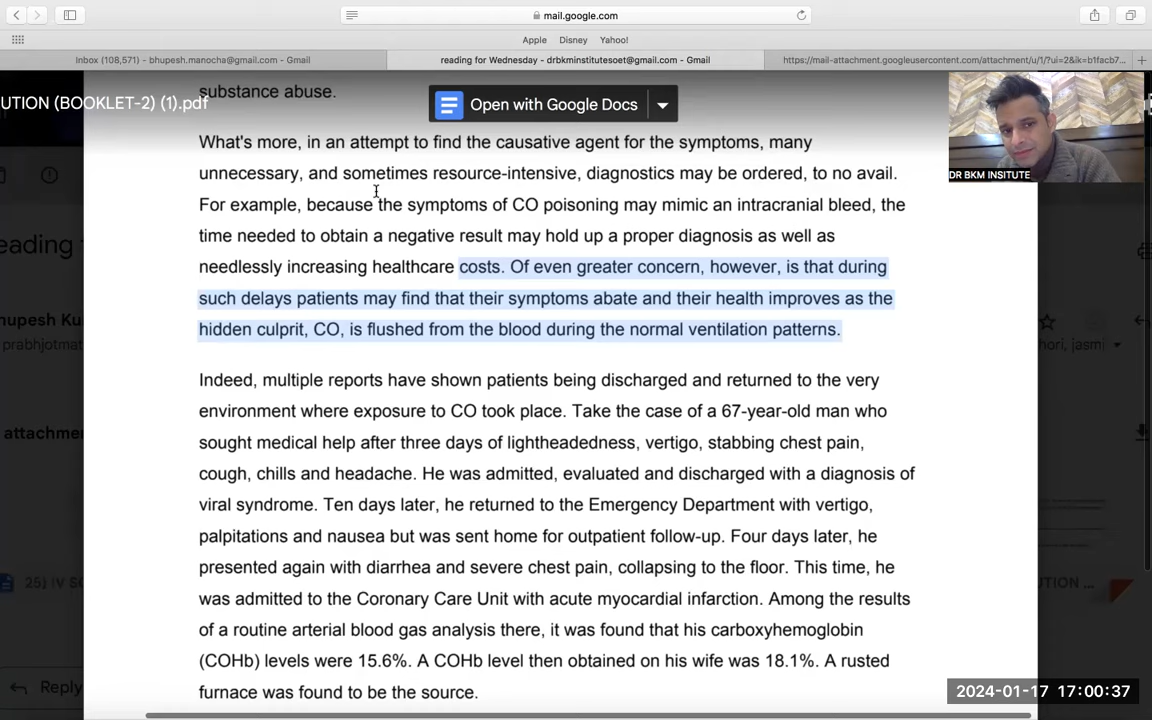 mail.google.com
Apple Disney Yahoo!
Inbox (108,571) - bhupesh.manocha@gmail.com - Gmail
reading for Wednesday - drbkminstitutesoet@gmail.com - Gmail
https://mail-attachment.googleusercontent.com/attachment/u/1/?ui=2&ik=b1facb7...
UTION (BOOKLET-2) (1).pdf
Open with Google Docs
substance abuse.
DR BKM INSITUTE
What's more, in an attempt to find the causative agent for the symptoms, many
unnecessary, and sometimes resource-intensive, diagnostics may be ordered, to no avail.
For example, because the symptoms of CO poisoning may mimic an intracranial bleed, the
time needed to obtain a negative result may hold up a proper diagnosis as well as
needlessly increasing healthcare costs. Of even greater concern, however, is that during
such delays patients may find that their symptoms abate and their health improves as the
hidden culprit, CO, is flushed from the blood during the normal ventilation patterns.
Indeed, multiple reports have shown patients being discharged and returned to the very
environment where exposure to CO took place. Take the case of a 67-year-old man who
sought medical help after three days of lightheadedness, vertigo, stabbing chest pain,
cough, chills and headache. He was admitted, evaluated and discharged with a diagnosis of
viral syndrome. Ten days later, he returned to the Emergency Department with vertigo,
palpitations and nausea but was sent home for outpatient follow-up. Four days later, he
presented again with diarrhea and severe chest pain, collapsing to the floor. This time, he
was admitted to the Coronary Care Unit with acute myocardial infarction. Among the results
of a routine arterial blood gas analysis there, it was found that his carboxyhemoglobin
(COHb) levels were 15.6%. A COHb level then obtained on his wife was 18.1%. A rusted
furnace was found to be the source.
eading fo
hupesh Ku
prabhjotmat
hori, jasmi
attachment
25) IV SO
UTION ...
Reply
2024-01-17 17:00:37